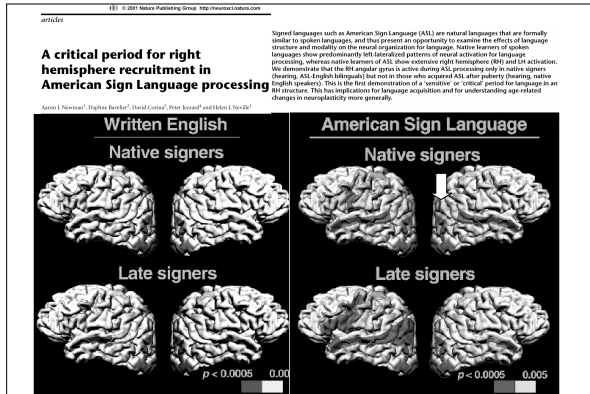 © 2001 Nature Publishing Group http://neurosci.nature.com
articles
A critical period for right
hemisphere recruitment in
American Sign Language processing
Aaron J. Newman¹, Daphne Bavelier², David Corina³, Peter Jezzard⁴ and Helen J. Neville¹
Signed languages such as American Sign Language (ASL) are natural languages that are formally
similar to spoken languages, and thus present an opportunity to examine the effects of language
structure and modality on the neural organization for language. Native learners of spoken
languages show predominantly left-lateralized patterns of neural activation for language
processing, whereas native learners of ASL show extensive right hemisphere (RH) and LH activation.
We demonstrate that the RH angular gyrus is active during ASL processing only in native signers
(hearing, ASL-English bilinguals) but not in those who acquired ASL after puberty (hearing, native
English speakers). This is the first demonstration of a 'sensitive' or 'critical' period for language in an
RH structure. This has implications for language acquisition and for understanding age-related
changes in neuroplasticity more generally.
Written English
Native signers
Late signers
p < 0.0005 0.00
American Sign Language
Native signers
Late signers
p < 0.0005 0.005